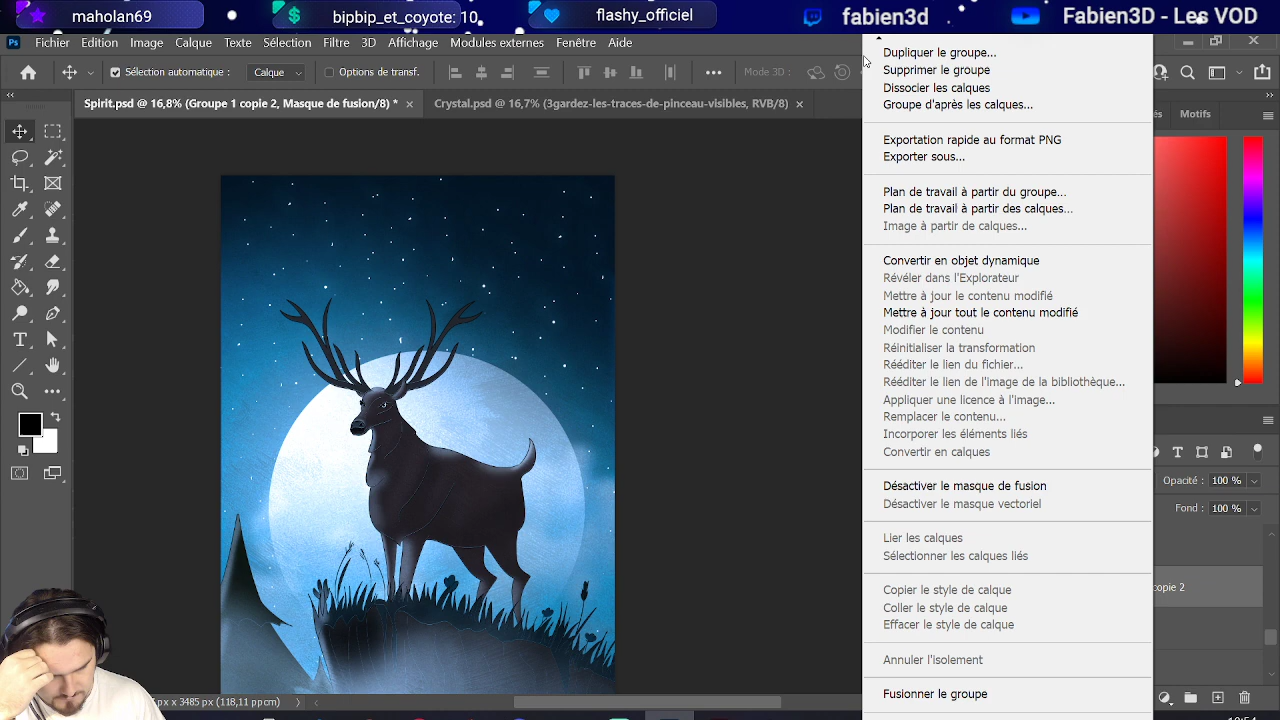 maholan69
bipbip_et_coyote: 10
flashy_officiel
fabien3d
Fabien3D - Les VOD
Ps
Fichier Edition Image Calque Texte Sélection Filtre 3D Affichage Modules externes Fenêtre Aide
Sélection automatique: Calque Options de transf. Mode 3D :
Spirit.psd @ 16,8% (Groupe 1 copie 2, Masque de fusion/8) *
Crystal.psd @ 16,7% (3gardez-les-traces-de-pinceau-visibles, RVB/8)
Dupliquer le groupe...
Supprimer le groupe
Dissocier les calques
Groupe d'après les calques...
Exportation rapide au format PNG
Exporter sous...
Plan de travail à partir du groupe...
Plan de travail à partir des calques...
Image à partir de calques...
Convertir en objet dynamique
Révéler dans l'Explorateur
Mettre à jour le contenu modifié
Mettre à jour tout le contenu modifié
Modifier le contenu
Réinitialiser la transformation
Rééditer le lien du fichier...
Rééditer le lien de l'image de la bibliothèque...
Appliquer une licence à l'image...
Remplacer le contenu...
Incorporer les éléments liés
Convertir en calques
Désactiver le masque de fusion
Désactiver le masque vectoriel
Lier les calques
Sélectionner les calques liés
Copier le style de calque
Coller le style de calque
Effacer le style de calque
Annuler l'isolement
Fusionner le groupe
Motifs
Opacité : 100 %
Fond : 100 %
copie 2
px x 3485 px (118,11 ppcm)